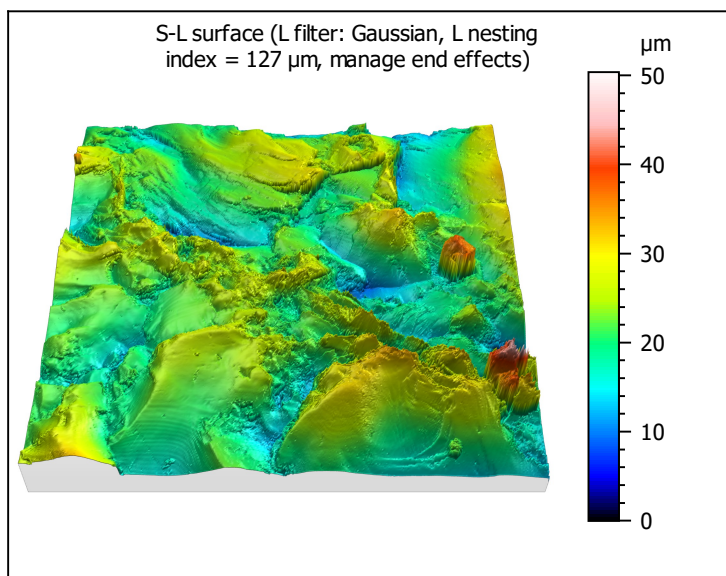 S-L surface (L filter: Gaussian, L nesting
index = 127 µm, manage end effects)
µm
50
40
30
20
10
0